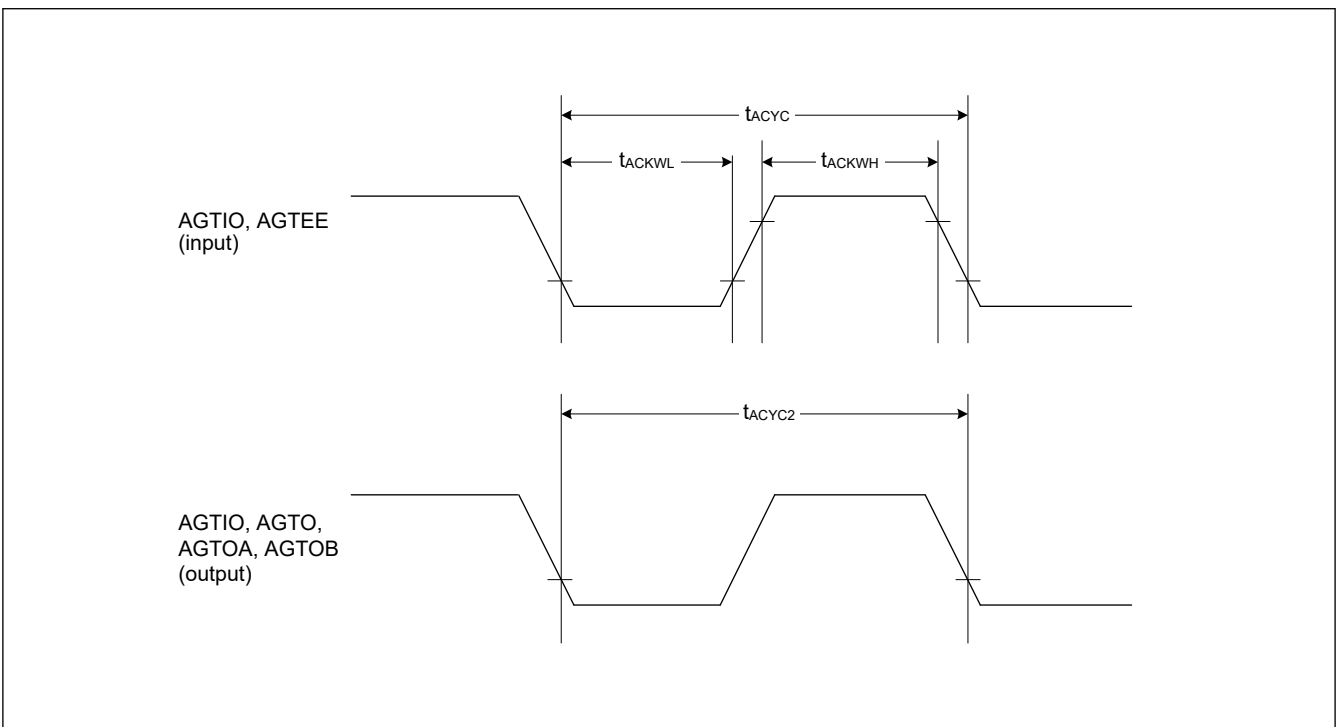 tACYC
tACKWL
tACKWH
AGTIO, AGTEE
(input)
tACYC2
AGTIO, AGTO,
AGTOA, AGTOB
(output)